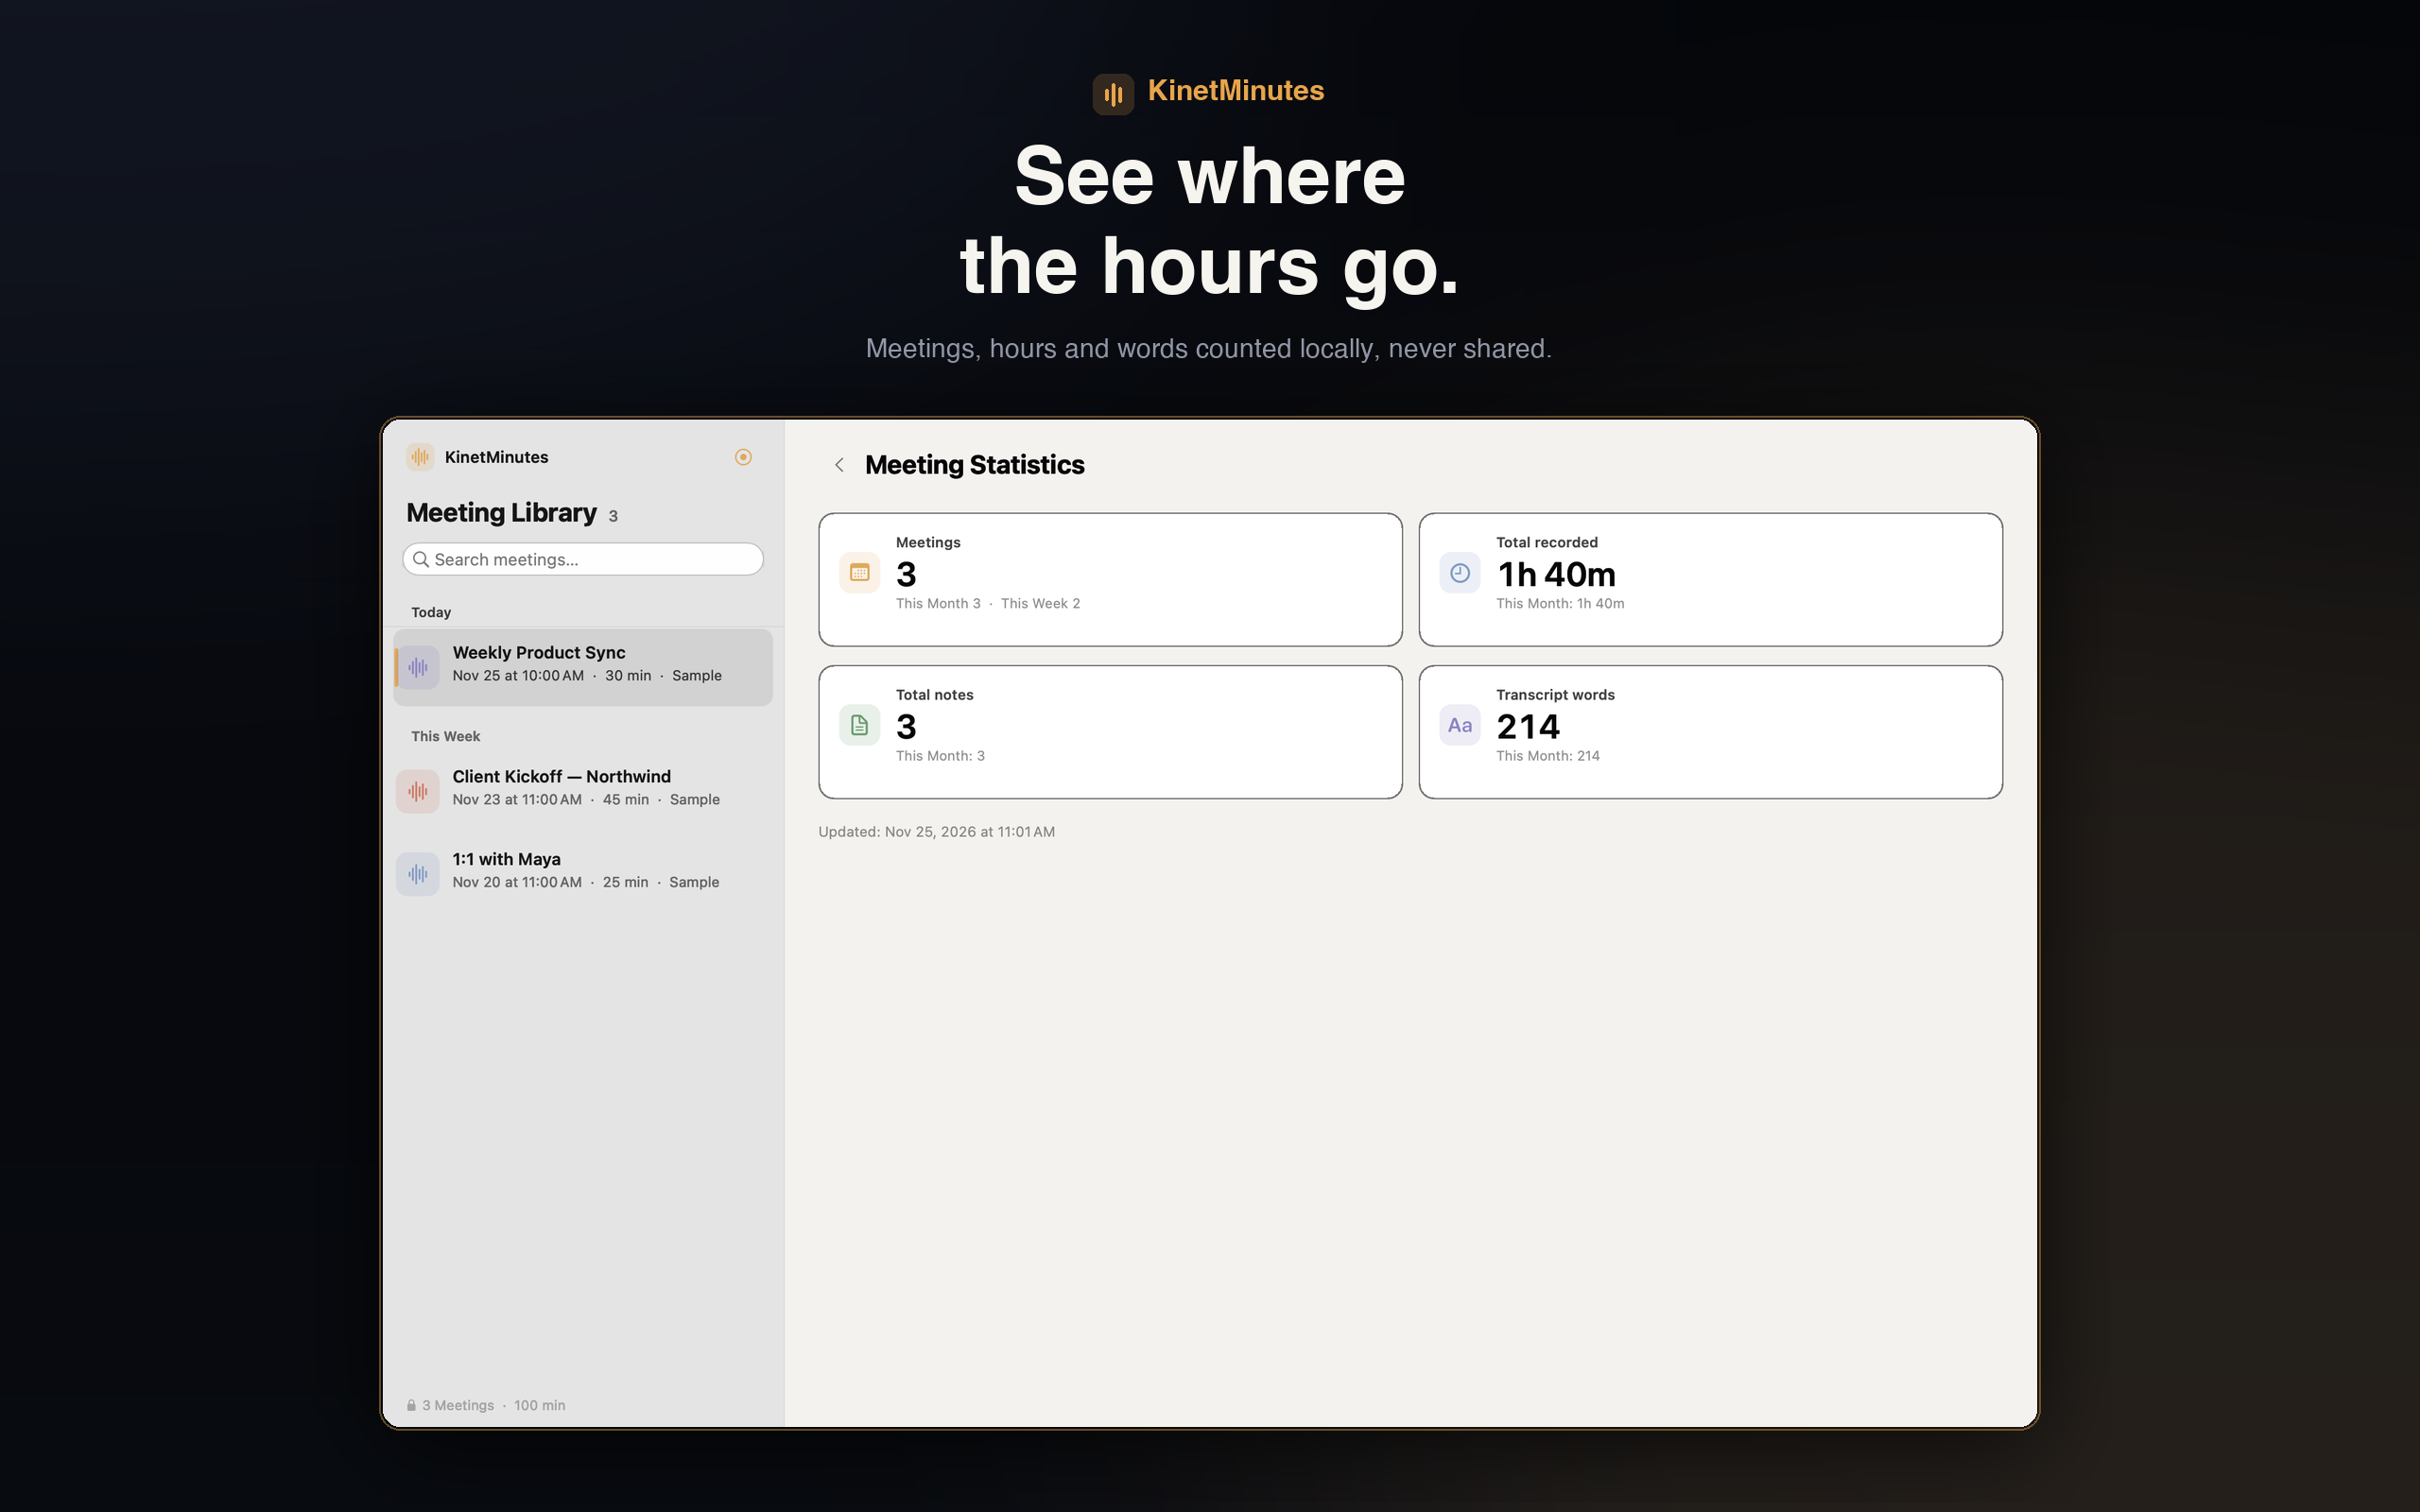 KinetMinutes
See where
the hours go.
Meetings, hours and words counted locally, never shared.
KinetMinutes
Meeting Library 3
Search meetings...
Today
Weekly Product Sync
Nov 25 at 10:00 AM · 30 min · Sample
This Week
Client Kickoff — Northwind
Nov 23 at 11:00 AM · 45 min · Sample
1:1 with Maya
Nov 20 at 11:00 AM · 25 min · Sample
3 Meetings · 100 min
Meeting Statistics
Meetings
3
This Month 3 · This Week 2
Total recorded
1h 40m
This Month: 1h 40m
Total notes
3
This Month: 3
Aa
Transcript words
214
This Month: 214
Updated: Nov 25, 2026 at 11:01 AM